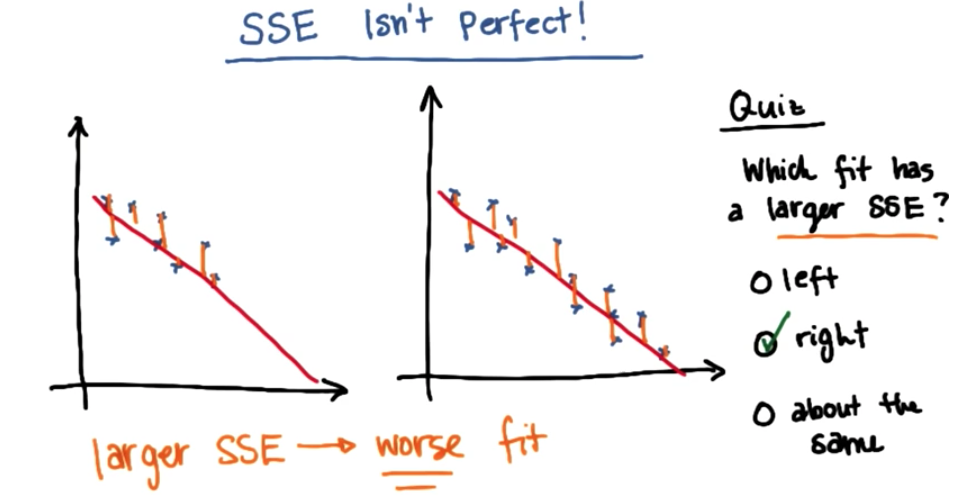 SSE Isn't Perfect!
Quiz
Which fit has
a larger SSE?
left
right
about the
same
larger SSE → worse fit